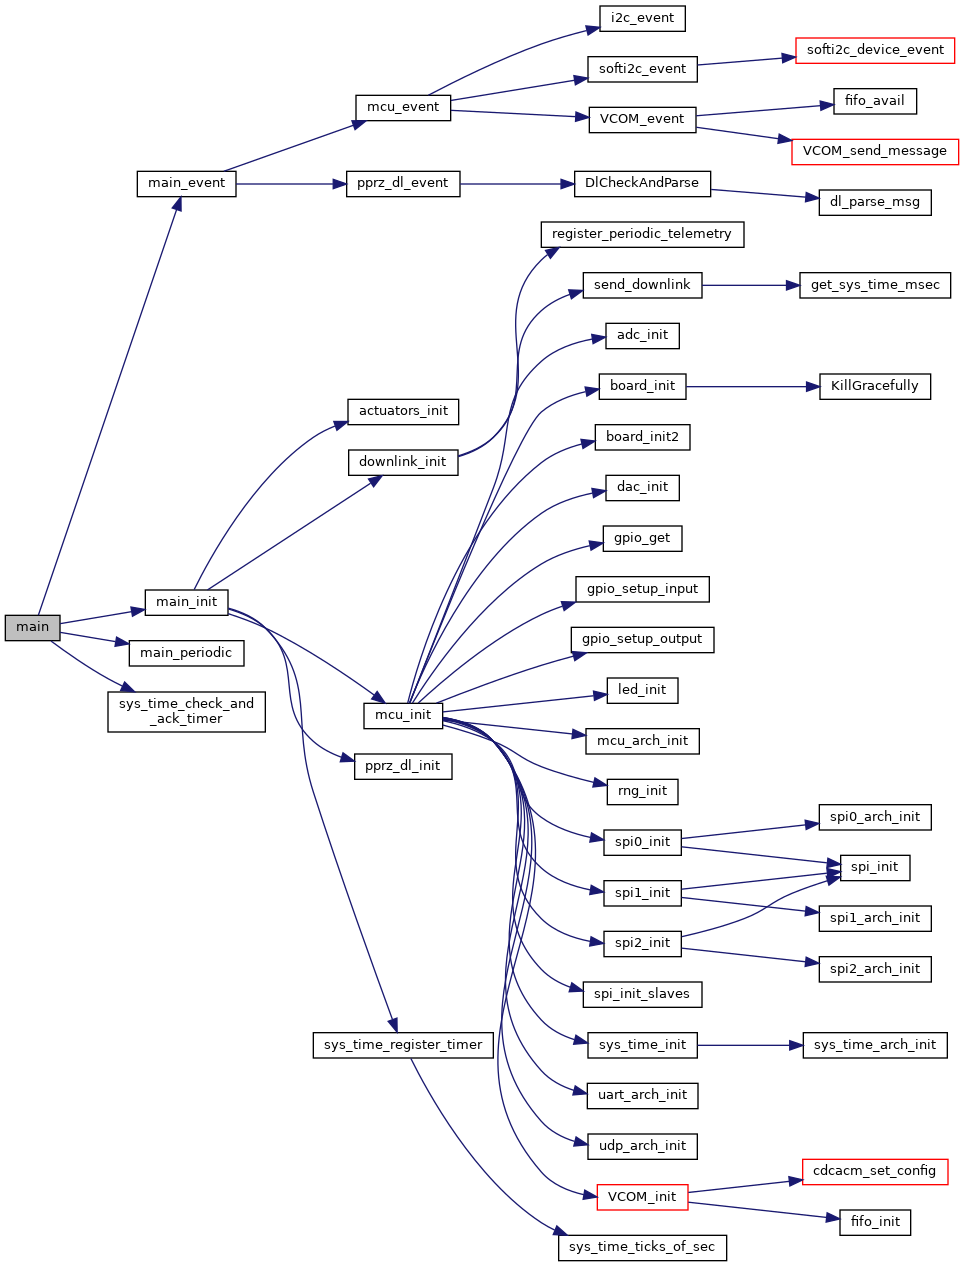 i2c_event
softi2c_device_event
softi2c_event
fifo_avail
mcu_event
VCOM_event
VCOM_send_message
main_event
pprz_dl_event
DlCheckAndParse
dl_parse_msg
register_periodic_telemetry
send_downlink
get_sys_time_msec
adc_init
board_init
KillGracefully
actuators_init
board_init2
downlink_init
dac_init
gpio_get
gpio_setup_input
main_init
main
gpio_setup_output
main_periodic
led_init
sys_time_check_and
_ack_timer
mcu_init
mcu_arch_init
pprz_dl_init
rng_init
spi0_arch_init
spi0_init
spi_init
spi1_init
spi1_arch_init
spi2_init
spi2_arch_init
spi_init_slaves
sys_time_register_timer
sys_time_init
sys_time_arch_init
uart_arch_init
udp_arch_init
cdcacm_set_config
VCOM_init
fifo_init
sys_time_ticks_of_sec